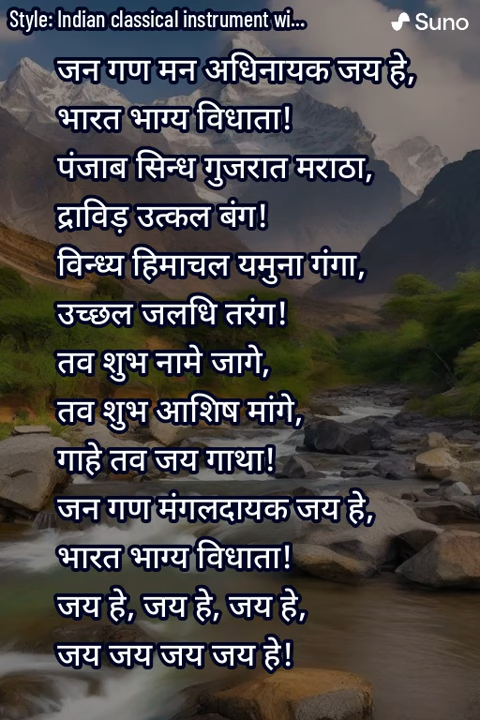 Style: Indian classical instrument wi...
Suno
जन गण मन अधिनायक जय हे,
भारत भाग्य विधाता!
पंजाब सिन्ध गुजरात मराठा,
द्राविड़ उत्कल बंग!
विन्ध्य हिमाचल यमुना गंगा,
उच्छल जलधि तरंग!
तव शुभ नामे जागे,
तव शुभ आशिष मांगे,
गाहे तव जय गाथा!
जन गण मंगलदायक जय हे,
भारत भाग्य विधाता!
जय हे, जय हे, जय हे,
जय जय जय जय हे!